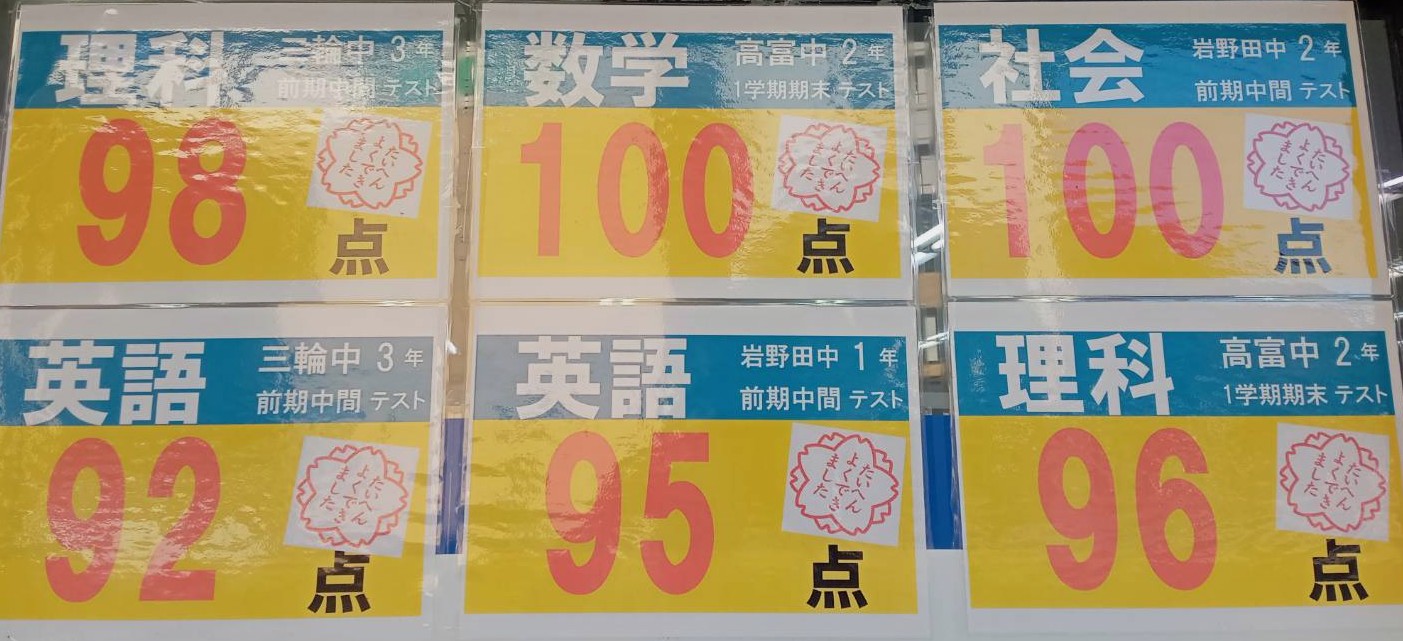 理科
三輪中 3年
前期中間 テスト
98
たいへん
よくでき
ました
点
数学
高富中 2年
1学期期末 テスト
100
たいへん
よくでき
ました
点
社会
岩野田中 2年
前期中間 テスト
100
たいへん
よくでき
ました
点
英語
三輪中 3年
前期中間 テスト
92
たいへん
よくでき
ました
点
英語
岩野田中 1年
前期中間 テスト
95
たいへん
よくでき
ました
点
理科
高富中 2年
1学期期末 テスト
96
たいへん
よくでき
ました
点